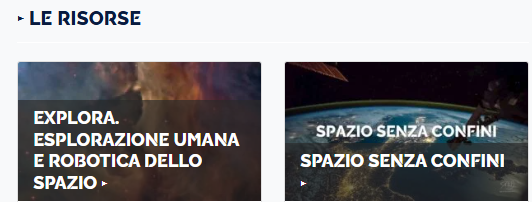 ▸ LE RISORSE
EXPLORA.
ESPLORAZIONE UMANA
E ROBOTICA DELLO
SPAZIO ▸
SPAZIO SENZA CONFINI
SPAZIO SENZA CONFINI
▸